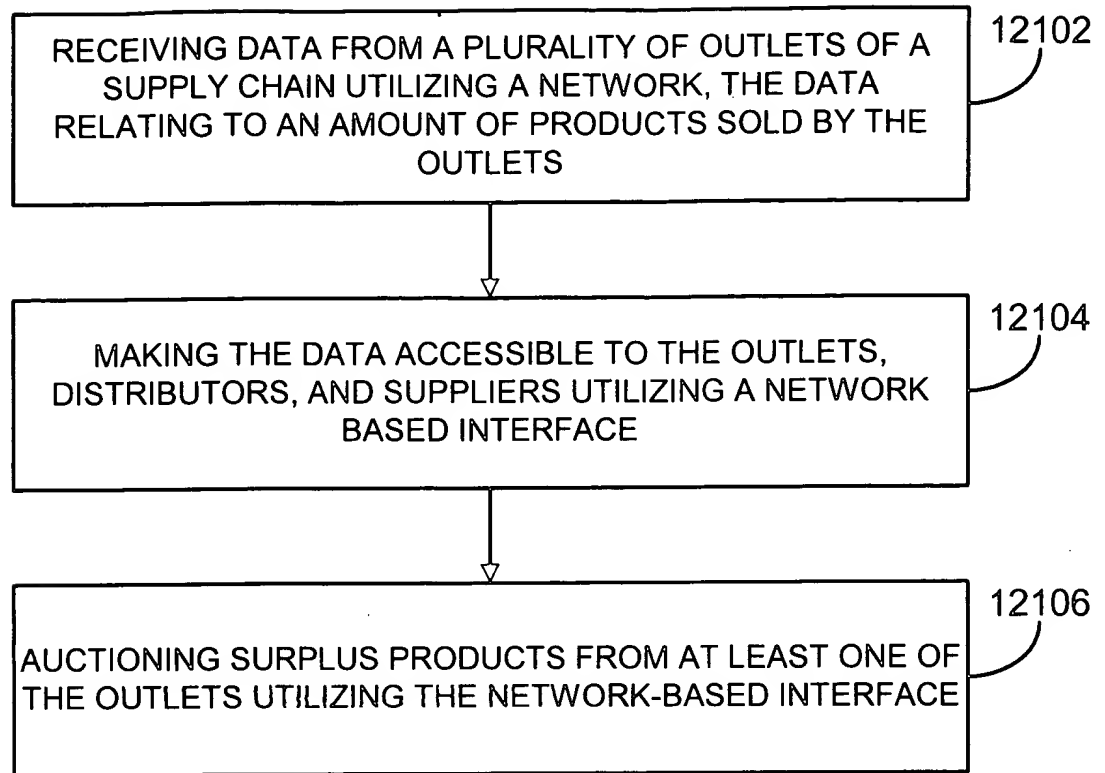 RECEIVING DATA FROM A PLURALITY OF OUTLETS OF A
SUPPLY CHAIN UTILIZING A NETWORK, THE DATA
RELATING TO AN AMOUNT OF PRODUCTS SOLD BY THE
OUTLETS
12102
MAKING THE DATA ACCESSIBLE TO THE OUTLETS,
DISTRIBUTORS, AND SUPPLIERS UTILIZING A NETWORK
BASED INTERFACE
12104
AUCTIONING SURPLUS PRODUCTS FROM AT LEAST ONE OF
THE OUTLETS UTILIZING THE NETWORK-BASED INTERFACE
12106